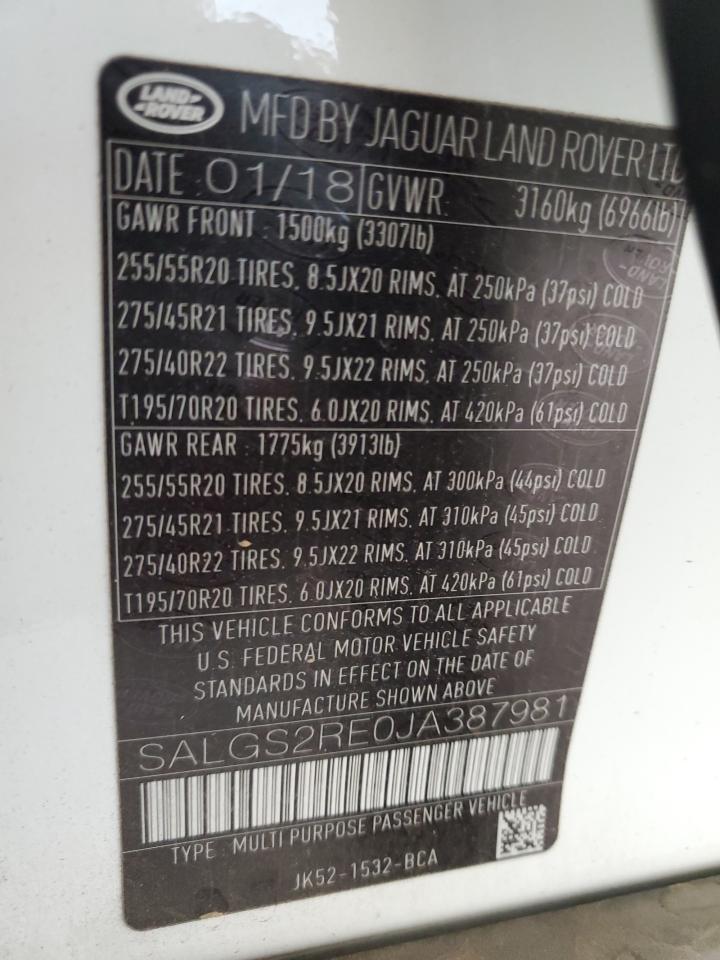 LAND ROVER
MFD BY JAGUAR LAND ROVER LTD
DATE 01/18 GVWR 3160kg (6966lb)
GAWR FRONT : 1500kg (3307lb)
255/55R20 TIRES, 8.5JX20 RIMS, AT 250kPa (37psi) COLD
275/45R21 TIRES, 9.5JX21 RIMS, AT 250kPa (37psi) COLD
275/40R22 TIRES, 9.5JX22 RIMS, AT 250kPa (37psi) COLD
T195/70R20 TIRES, 6.0JX20 RIMS, AT 420kPa (61psi) COLD
GAWR REAR : 1775kg (3913lb)
255/55R20 TIRES, 8.5JX20 RIMS, AT 300kPa (44psi) COLD
275/45R21 TIRES, 9.5JX21 RIMS, AT 310kPa (45psi) COLD
275/40R22 TIRES, 9.5JX22 RIMS, AT 310kPa (45psi) COLD
T195/70R20 TIRES, 6.0JX20 RIMS, AT 420kPa (61psi) COLD
THIS VEHICLE CONFORMS TO ALL APPLICABLE
U.S. FEDERAL MOTOR VEHICLE SAFETY
STANDARDS IN EFFECT ON THE DATE OF
MANUFACTURE SHOWN ABOVE
SALGS2RE0JA387981
TYPE : MULTI PURPOSE PASSENGER VEHICLE
JK52-1532-BCA